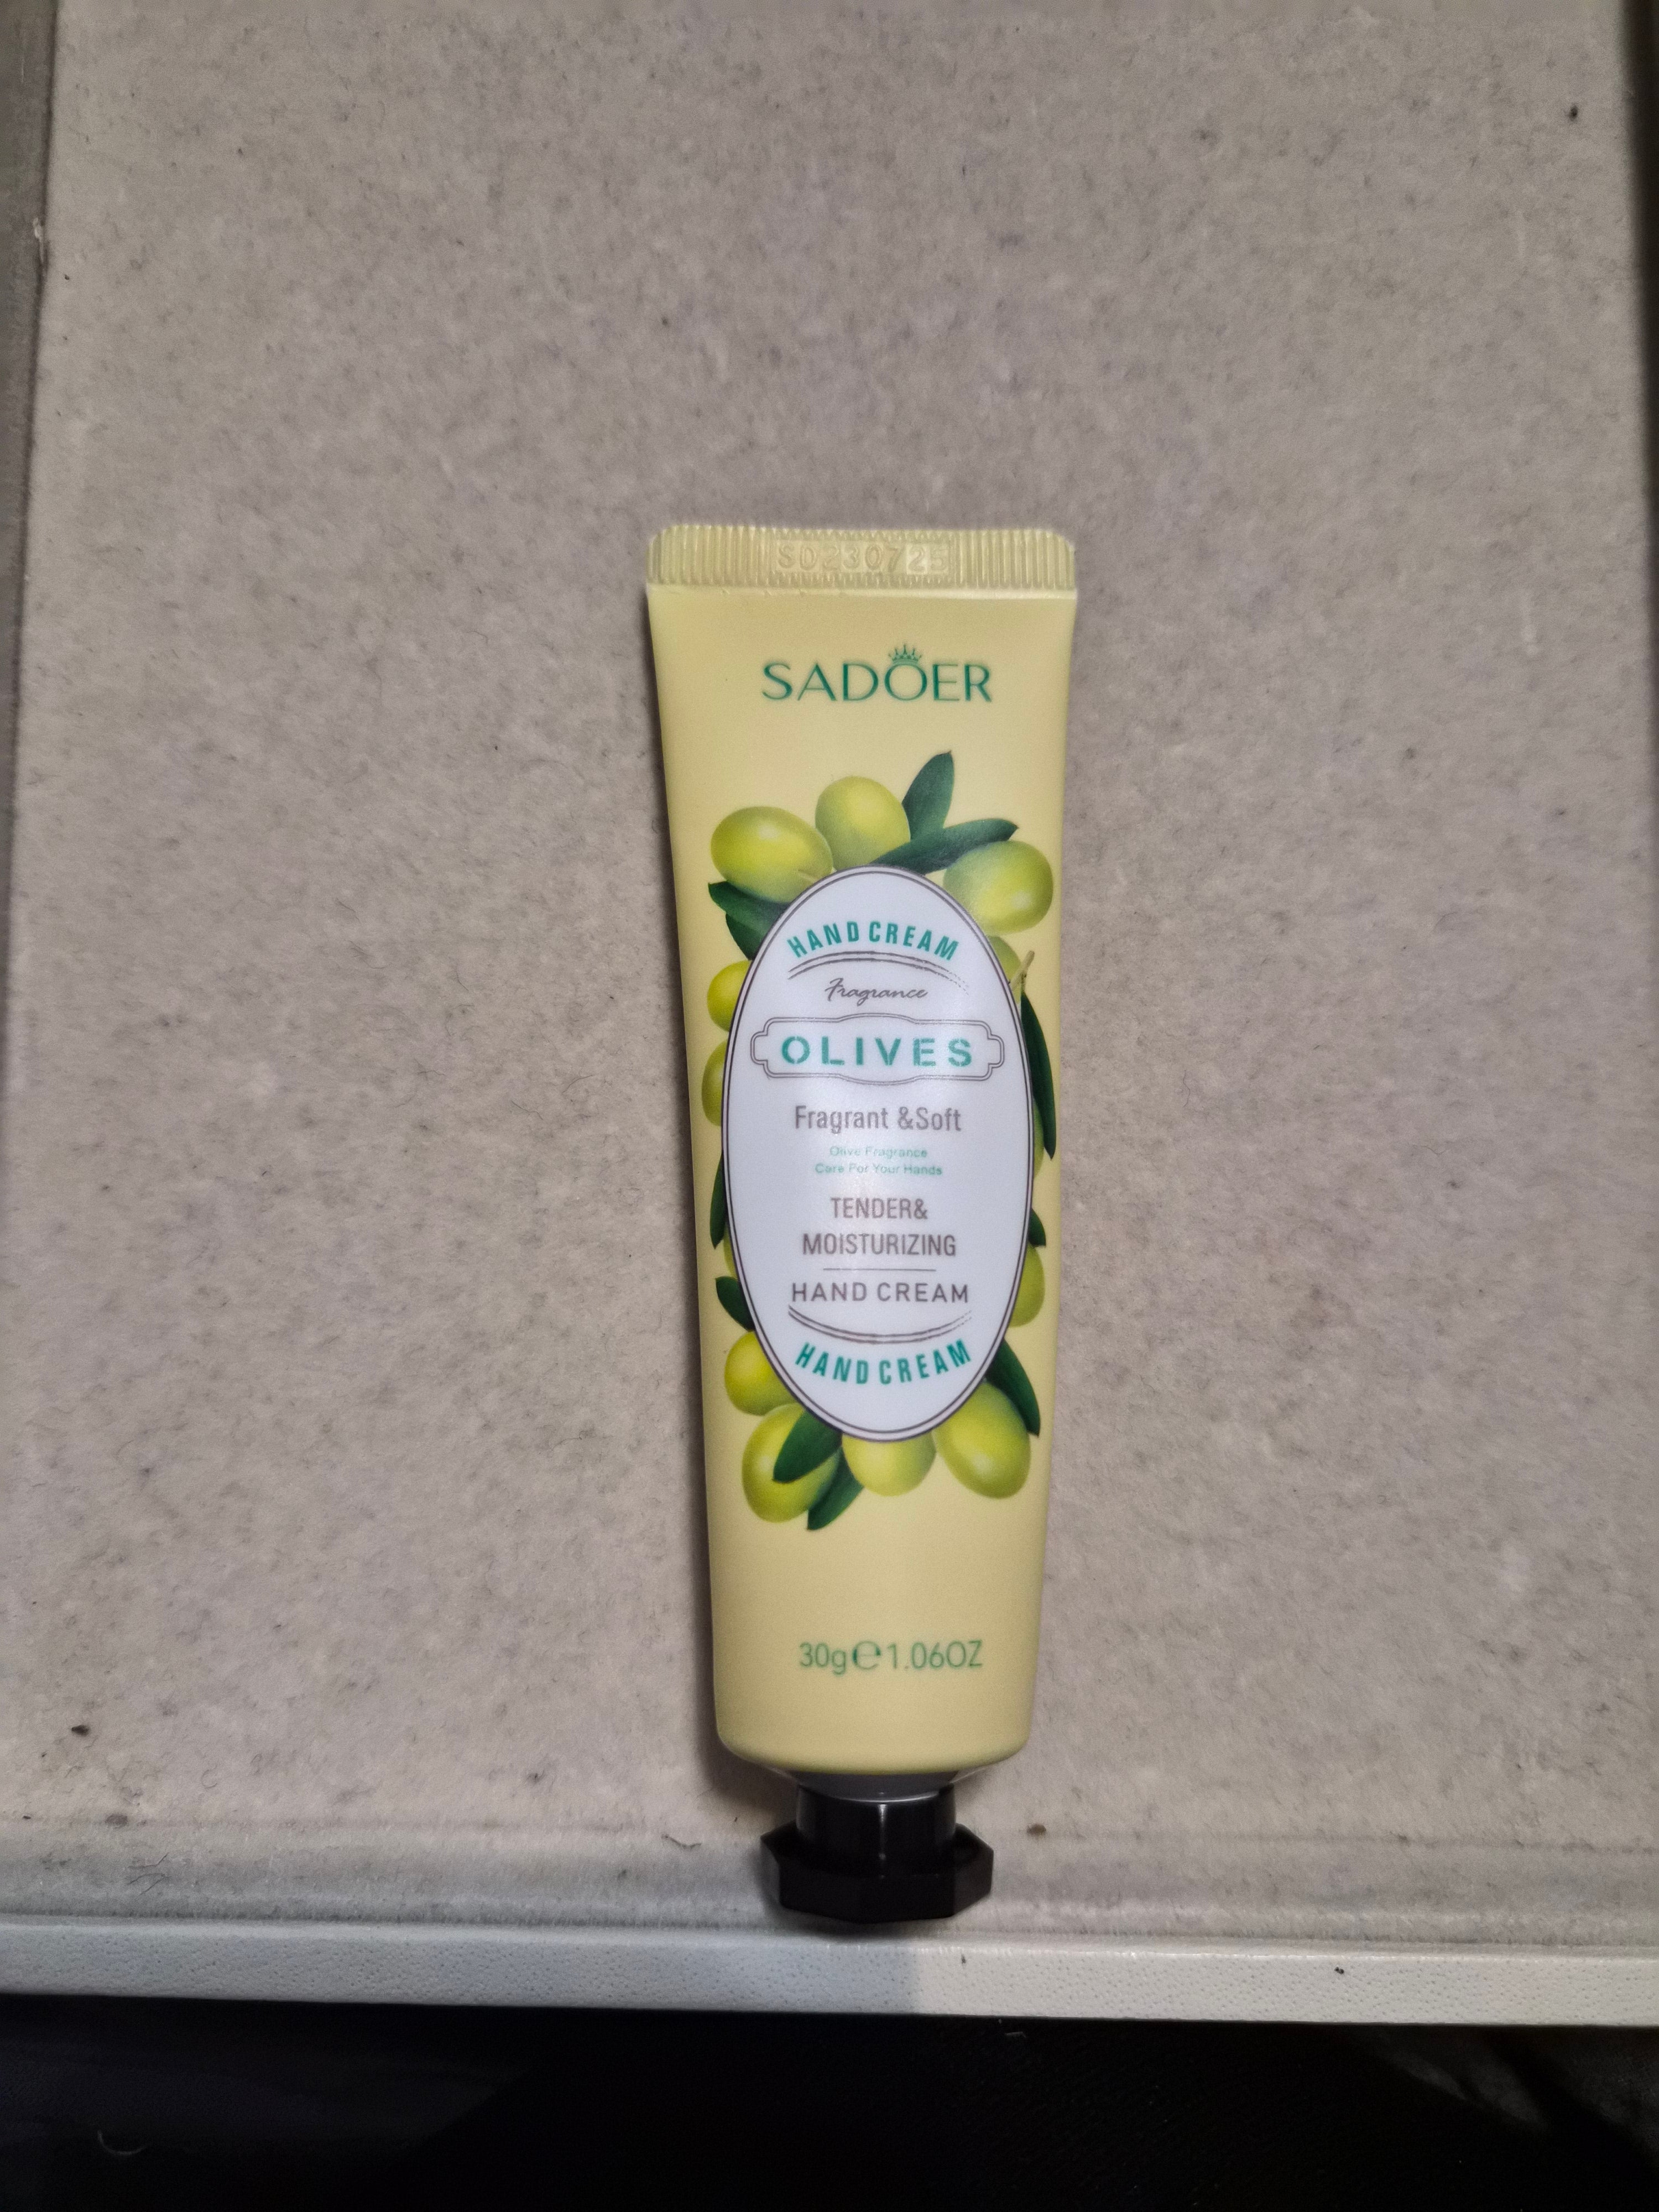 SD230725
SADOER
HAND CREAM
Fragrance
OLIVES
Fragrant &Soft
Olive Fragrance
Care For Your Hands
TENDER&
MOISTURIZING
HAND CREAM
HAND CREAM
30g℮1.06OZ